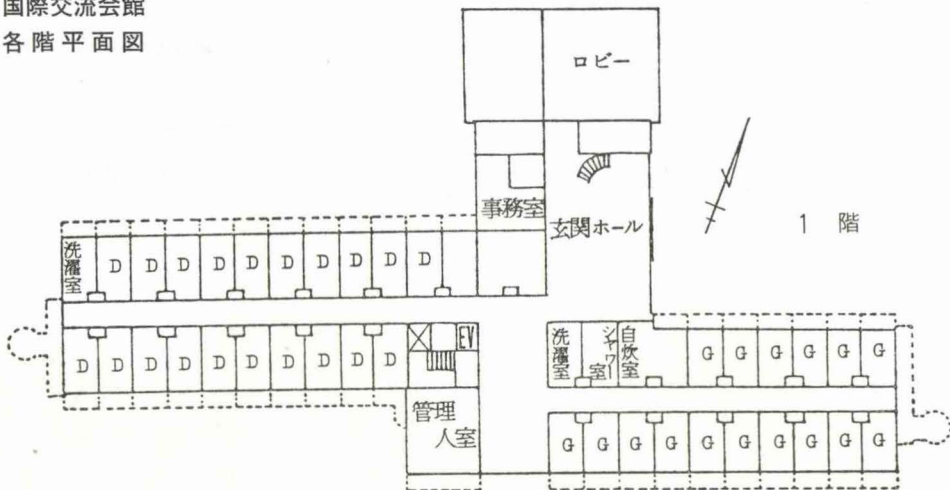 国際交流会館
各階平面図
ロビー
事務室
玄関ホール
1 階
洗濯室 D D D D D D D D D D
D D D D D D D D D D
EV
管理
人室
洗濯室
シャワー室
自炊室
G G G G G G
G G G G G G G G G G